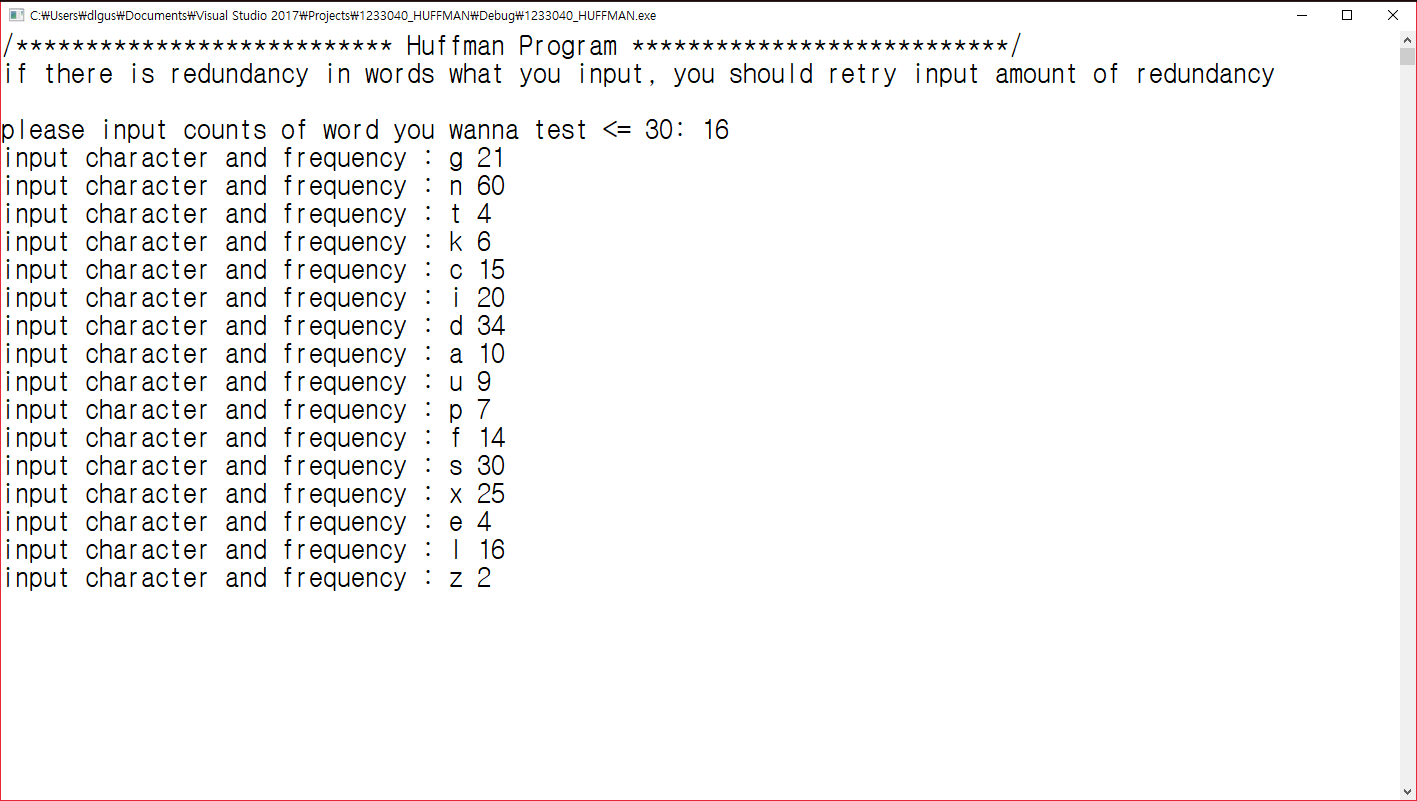 C:₩Users₩dlgus₩Documents₩Visual Studio 2017₩Projects₩1233040_HUFFMAN₩Debug₩1233040_HUFFMAN.exe
/*************************** Huffman Program ***************************/
if there is redundancy in words what you input, you should retry input amount of redundancy
please input counts of word you wanna test <= 30: 16
input character and frequency : g 21
input character and frequency : n 60
input character and frequency : t 4
input character and frequency : k 6
input character and frequency : c 15
input character and frequency : i 20
input character and frequency : d 34
input character and frequency : a 10
input character and frequency : u 9
input character and frequency : p 7
input character and frequency : f 14
input character and frequency : s 30
input character and frequency : x 25
input character and frequency : e 4
input character and frequency : l 16
input character and frequency : z 2